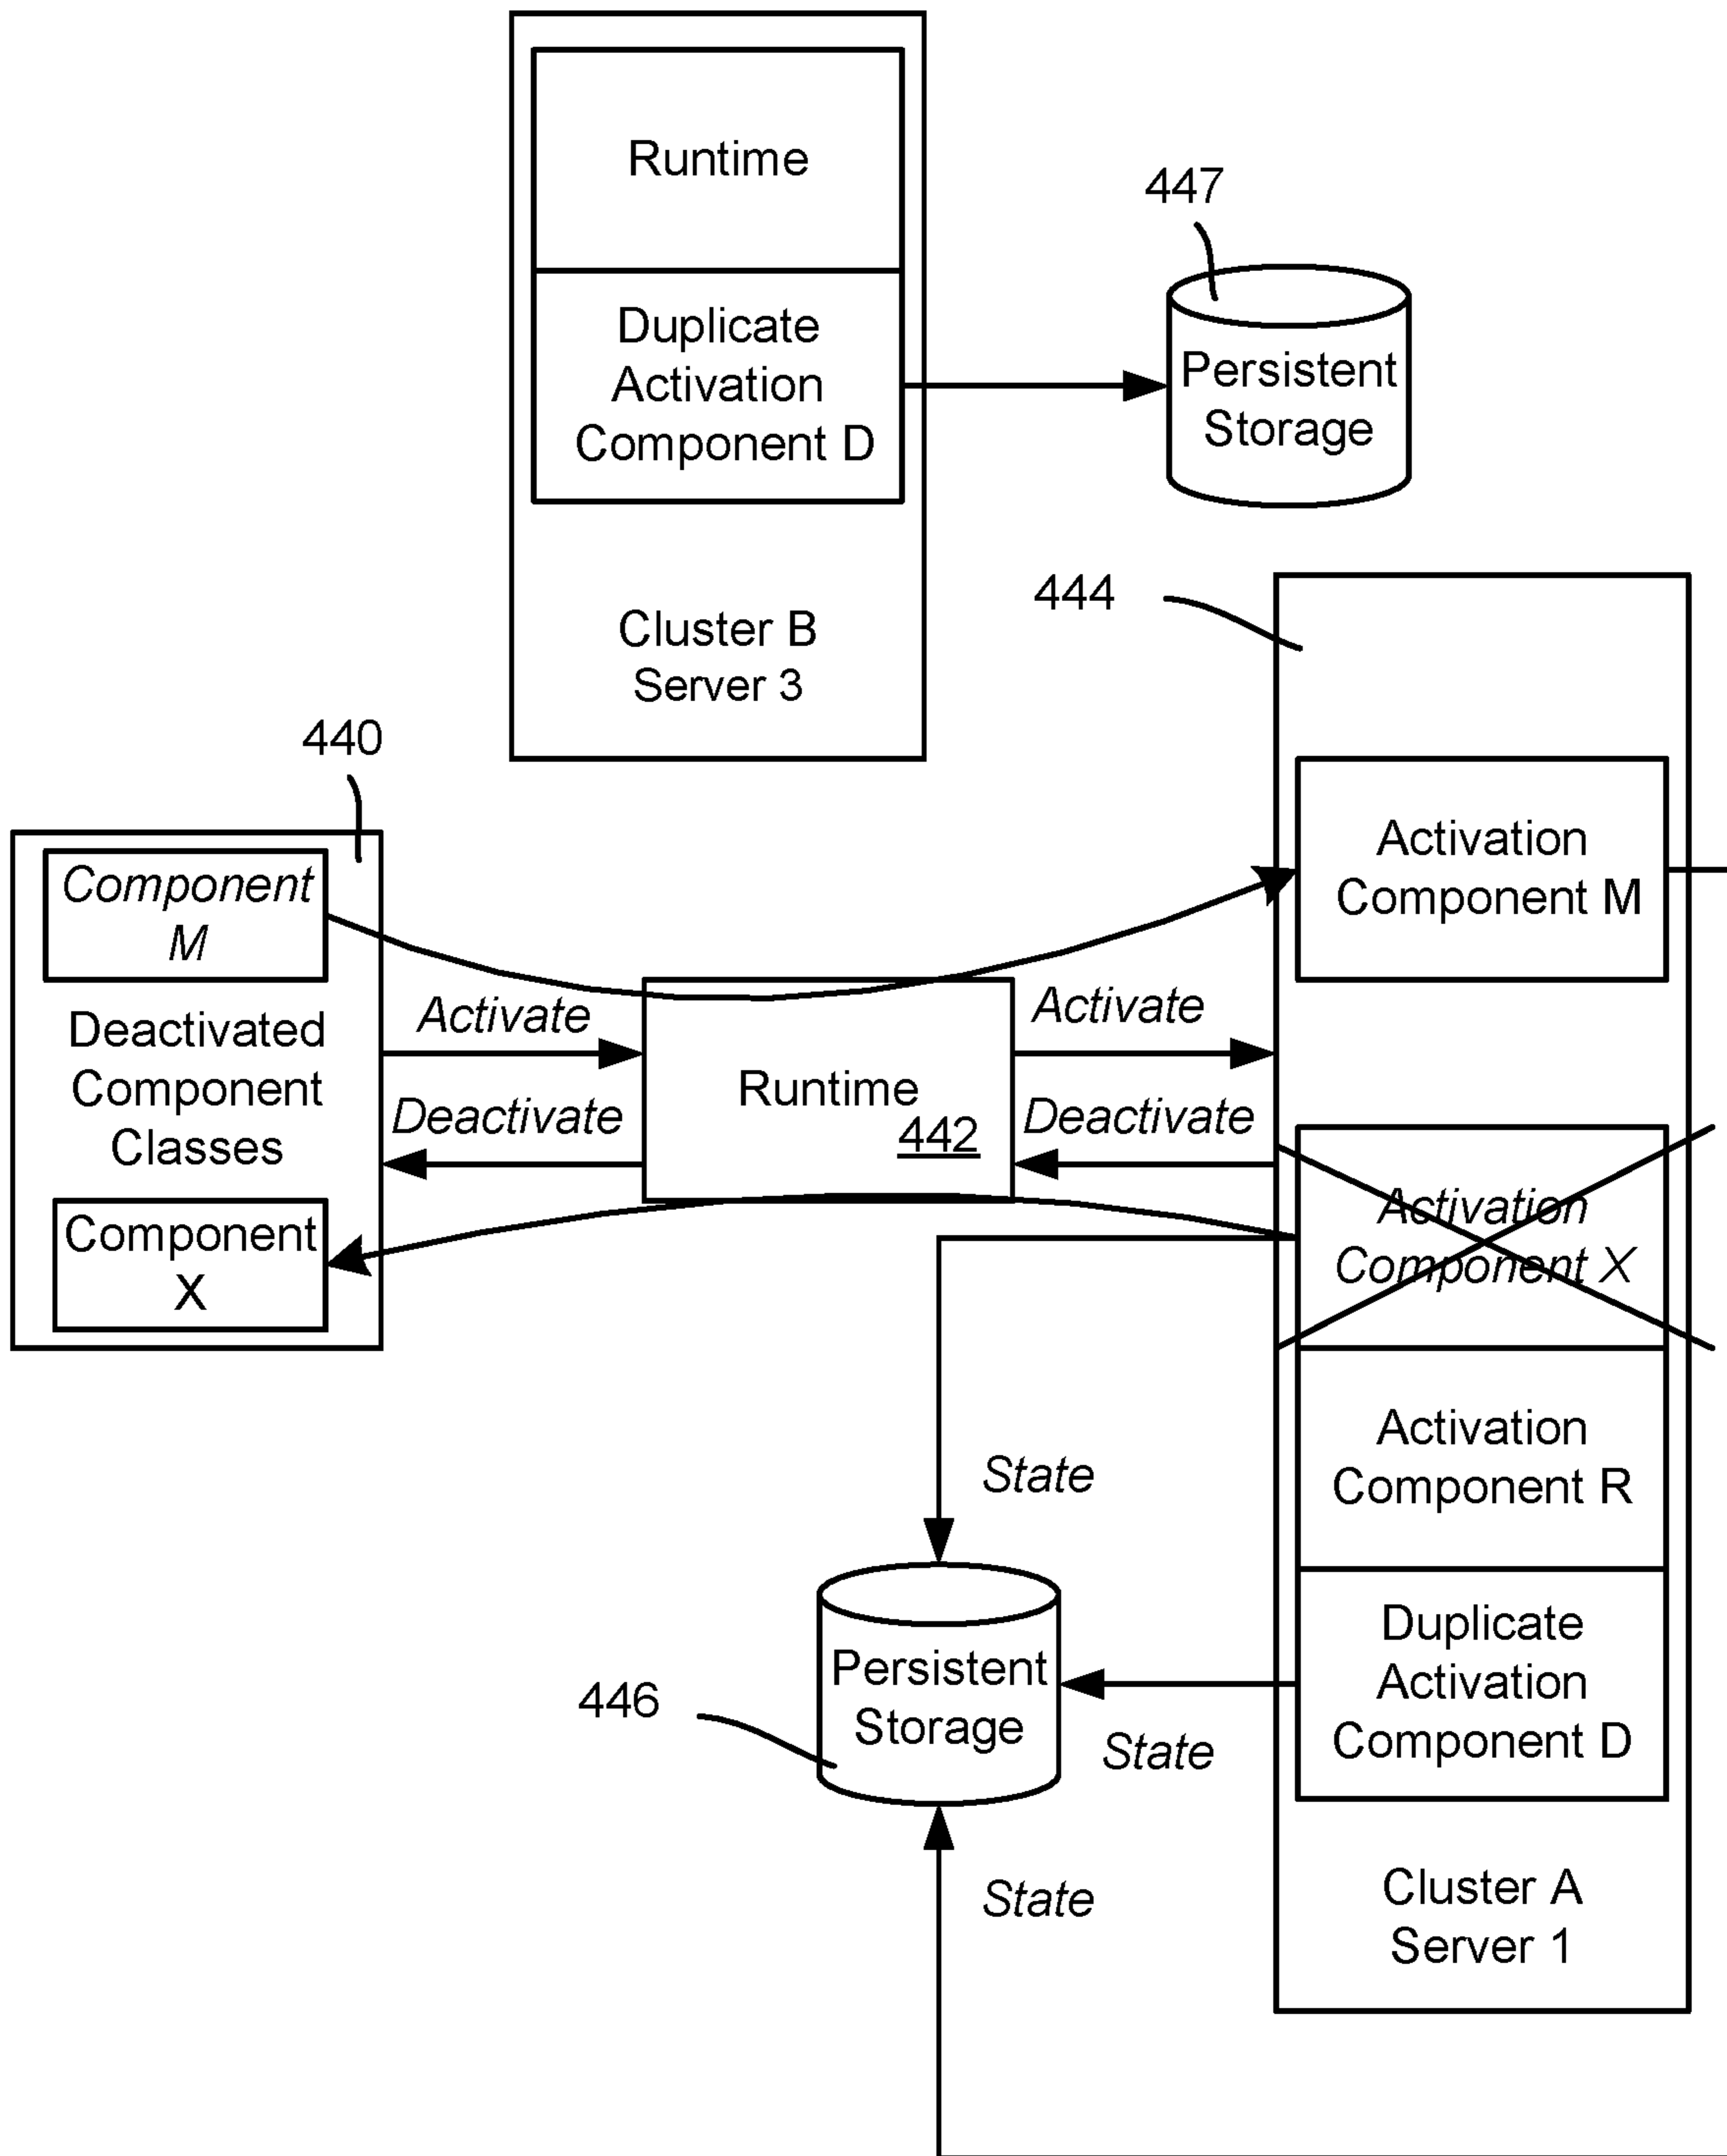 Runtime
447
Duplicate
Activation
Component D
Persistent
Storage
444
Cluster B
Server 3
440
Activation
Component M
Component
M
Activate
Activate
Deactivated
Component
Classes
Runtime
442
Deactivate
Deactivate
Activation
Component X
Component
X
Activation
Component R
State
Duplicate
Activation
Component D
Persistent
Storage
446
State
State
Cluster A
Server 1